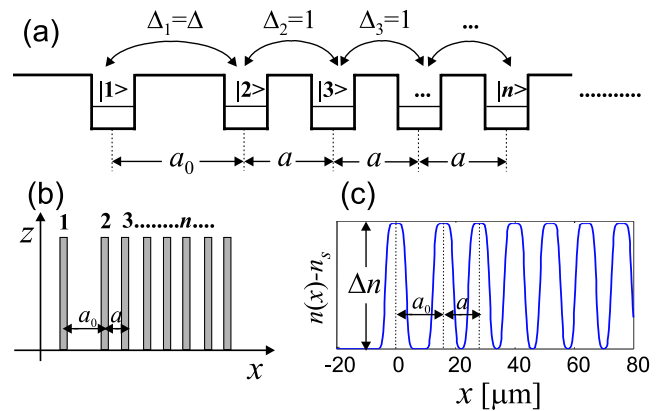 (a)
Δ₁=Δ Δ₂=1 Δ₃=1 ...
|1> |2> |3> ... |n> ...........
a₀ a a a
(b)
1 2 3........n....
z
a₀ a
x
(c)
n(x)-nₛ
Δn
a₀ a
-20 0 20 40 60 80
x [μm]